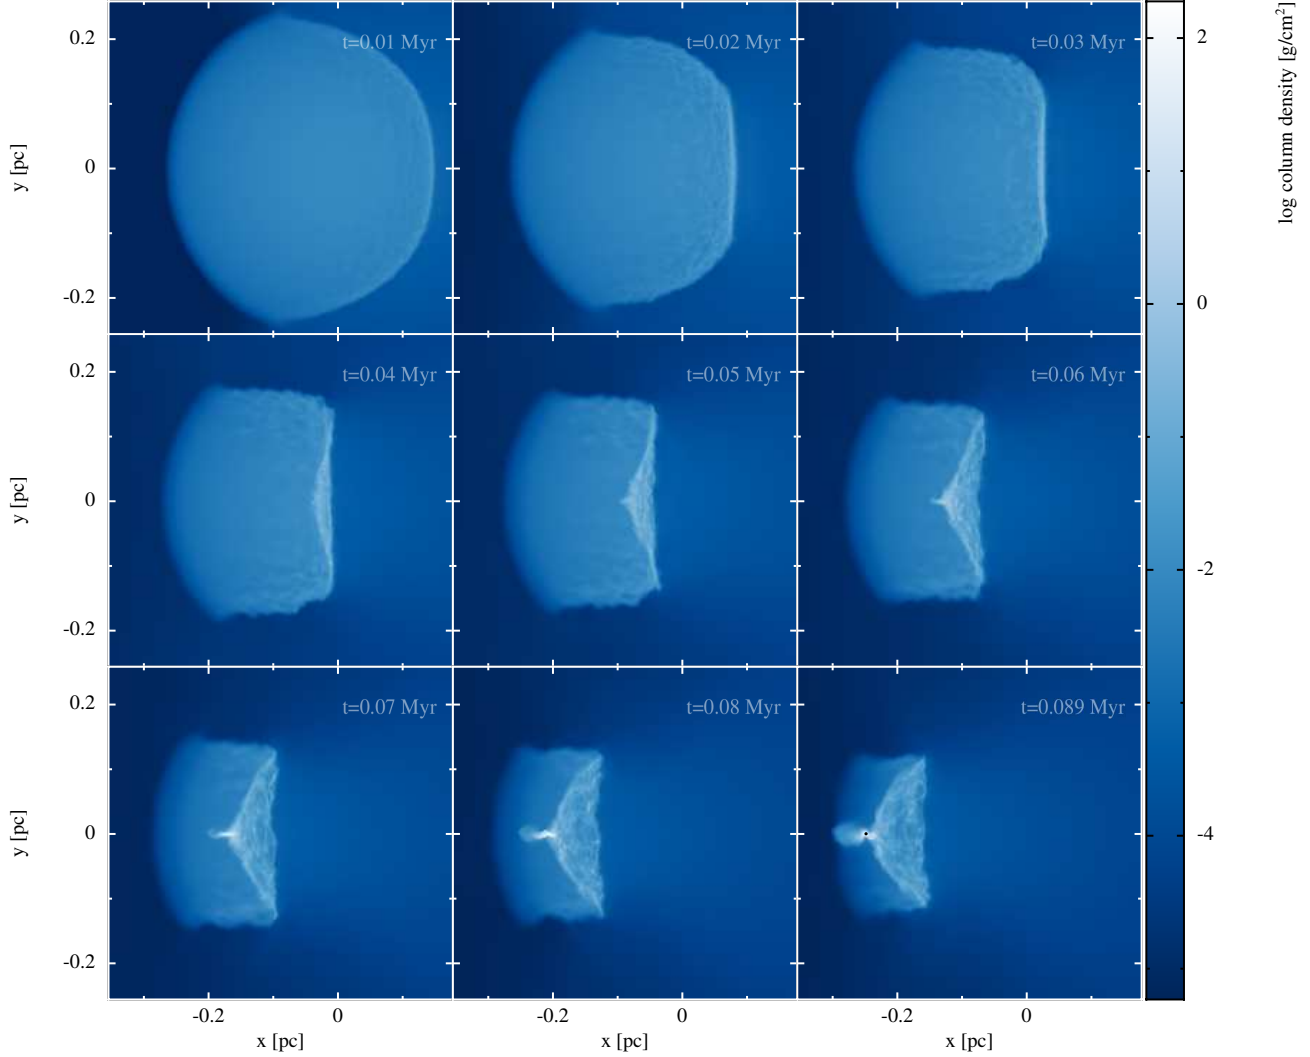 t=0.01 Myr
t=0.02 Myr
t=0.03 Myr
0.2
0
-0.2
y [pc]
t=0.04 Myr
t=0.05 Myr
t=0.06 Myr
0.2
0
-0.2
y [pc]
t=0.07 Myr
t=0.08 Myr
t=0.089 Myr
0.2
0
-0.2
y [pc]
-0.2 0
-0.2 0
-0.2 0
x [pc]
x [pc]
x [pc]
2
0
-2
-4
log column density [g/cm²]